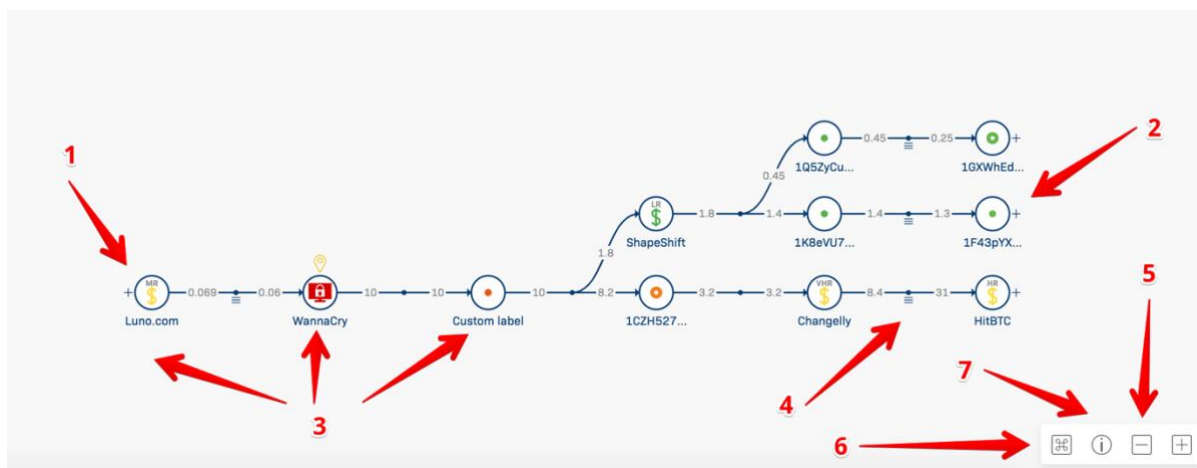 1
2
0.45
0.25
+
1Q5ZyCu...
1GXWhEd...
0.45
LR
$
1.8
1.4
1.4
1.3
+
ShapeShift
1K8eVU7...
1F43pYX...
1.8
5
+
MR
$
0.069
0.06
10
10
10
8.2
3.2
3.2
VHR
$
8.4
31
HR
$
+
Luno.com
WannaCry
Custom label
1CZH527...
Changelly
HitBTC
7
4
3
6
⌘
i
−
+